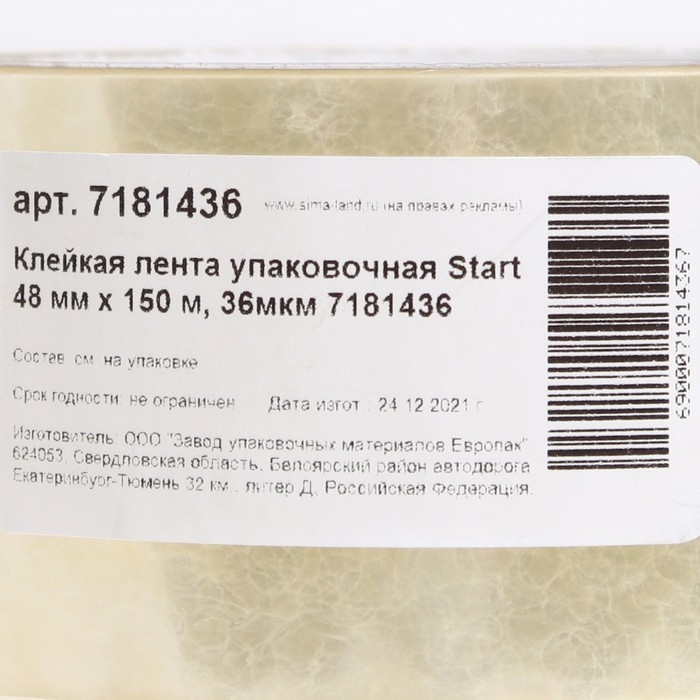 арт. 7181436 www.sima-land.ru (на правах рекламы)
Клейкая лента упаковочная Start
48 мм х 150 м, 36мкм 7181436
Состав: см. на упаковке
Срок годности: не ограничен Дата изгот.: 24.12.2021 г.
Изготовитель: ООО "Завод упаковочных материалов Европак"
624053, Свердловская область, Белоярский район автодорога
Екатеринбург-Тюмень 32 км., литер Д, Российская Федерация.
6900071814367